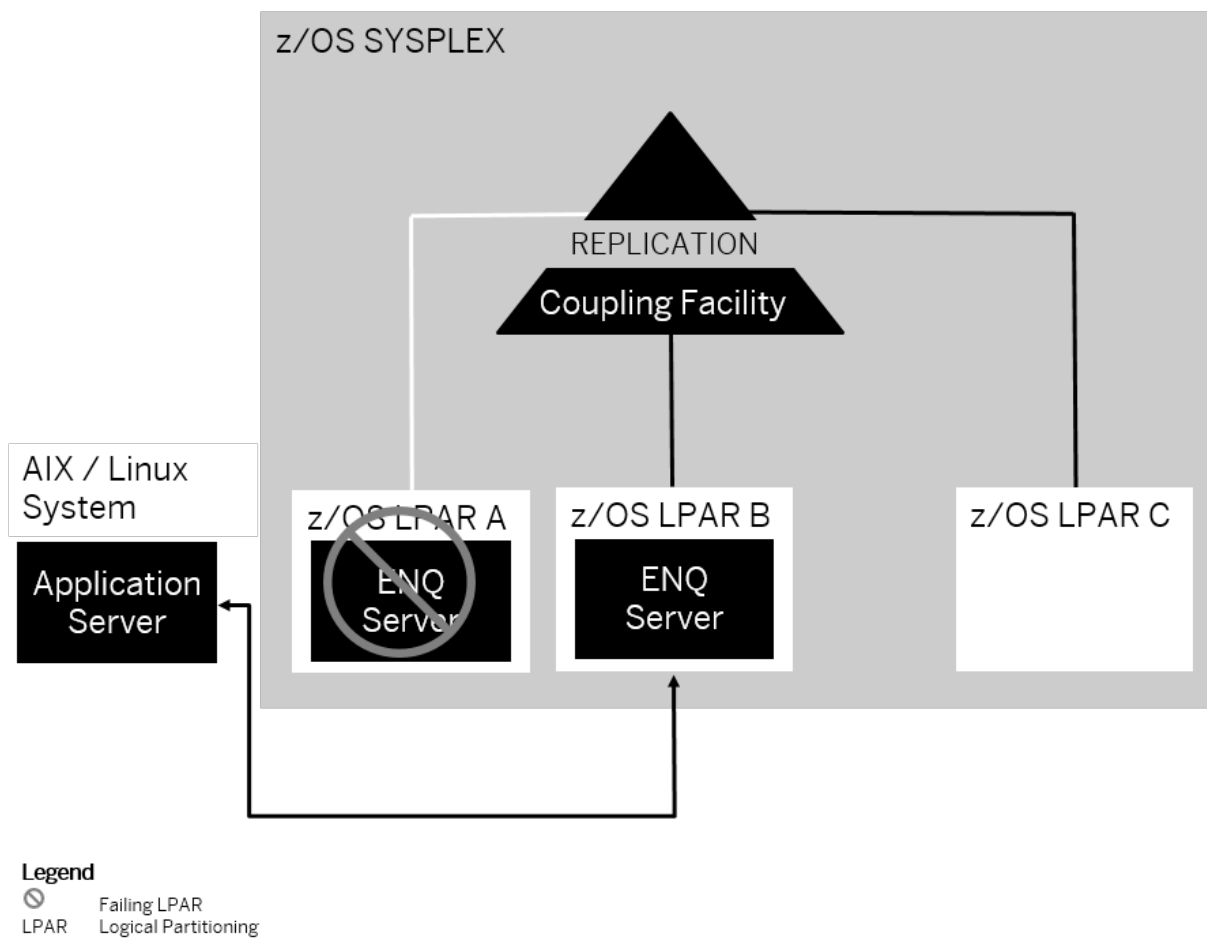 z/OS SYSPLEX
REPLICATION
Coupling Facility
AIX / Linux
System
Application
Server
z/OS LPAR A
ENQ
Server
z/OS LPAR B
ENQ
Server
z/OS LPAR C
Legend
Failing LPAR
LPAR Logical Partitioning